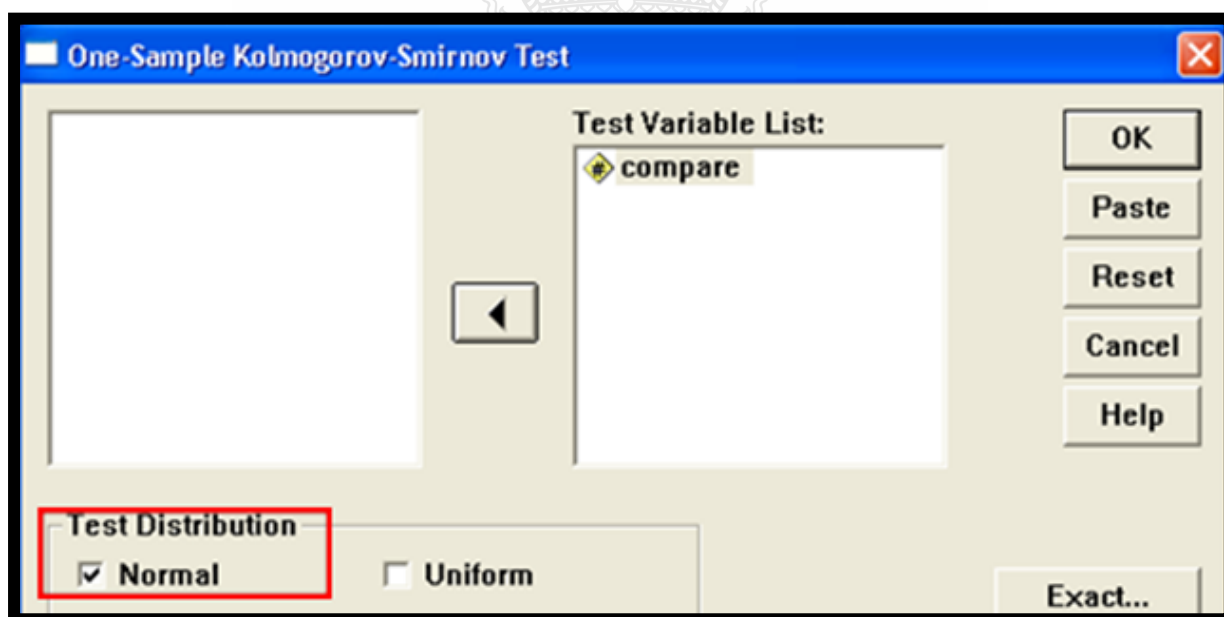 One-Sample Kolmogorov-Smirnov Test
Test Variable List:
# compare
OK
Paste
Reset
Cancel
Help
Test Distribution
Normal
Uniform
Exact...